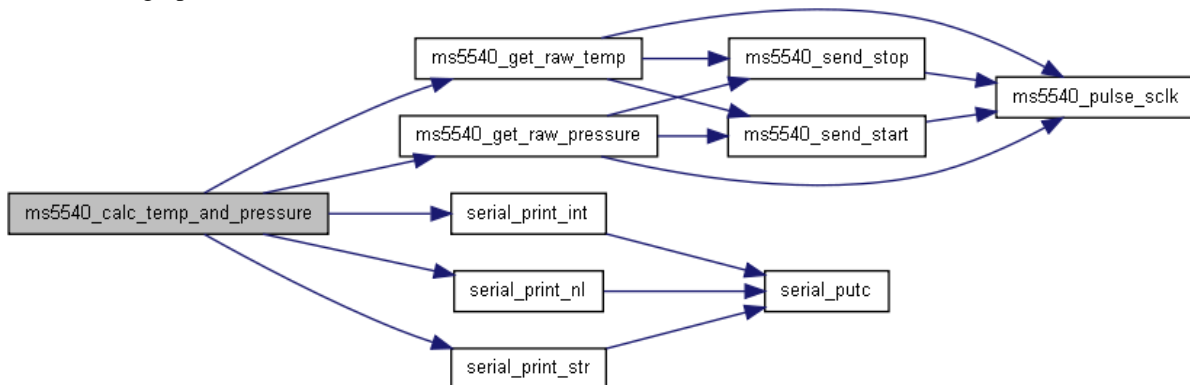 ms5540_get_raw_temp
ms5540_send_stop
ms5540_pulse_sclk
ms5540_get_raw_pressure
ms5540_send_start
ms5540_calc_temp_and_pressure
serial_print_int
serial_print_nl
serial_putc
serial_print_str